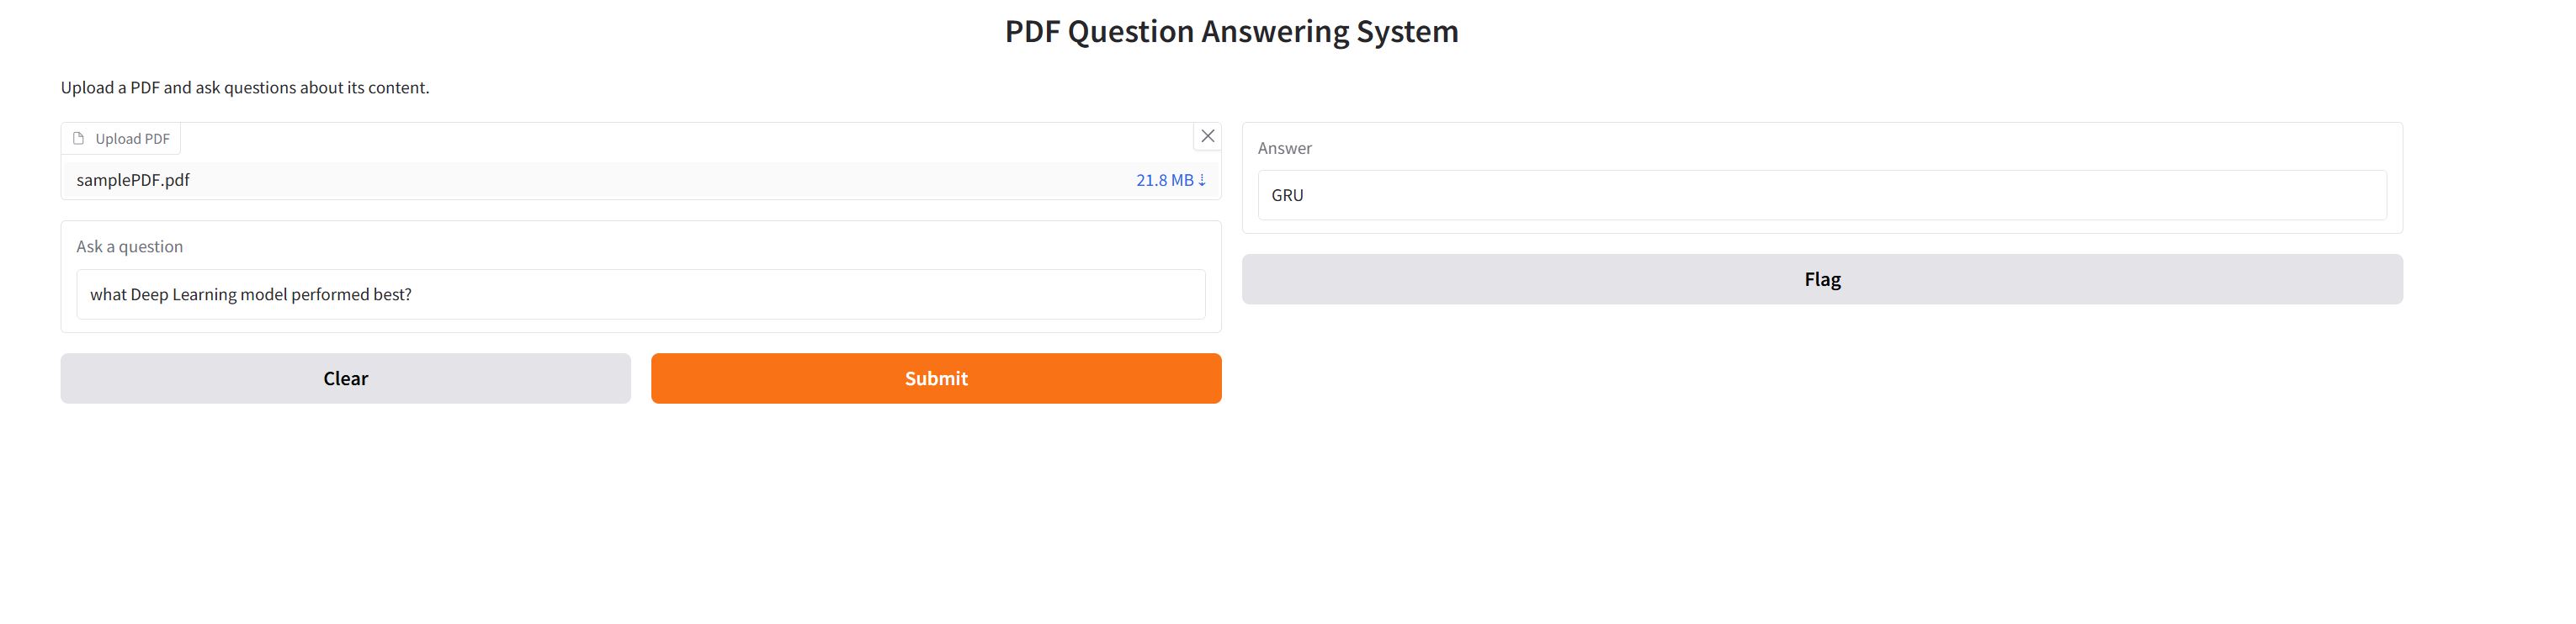 PDF Question Answering System
Upload a PDF and ask questions about its content.
Upload PDF
samplePDF.pdf
21.8 MB ⇣
Ask a question
what Deep Learning model performed best?
Clear
Submit
Answer
GRU
Flag